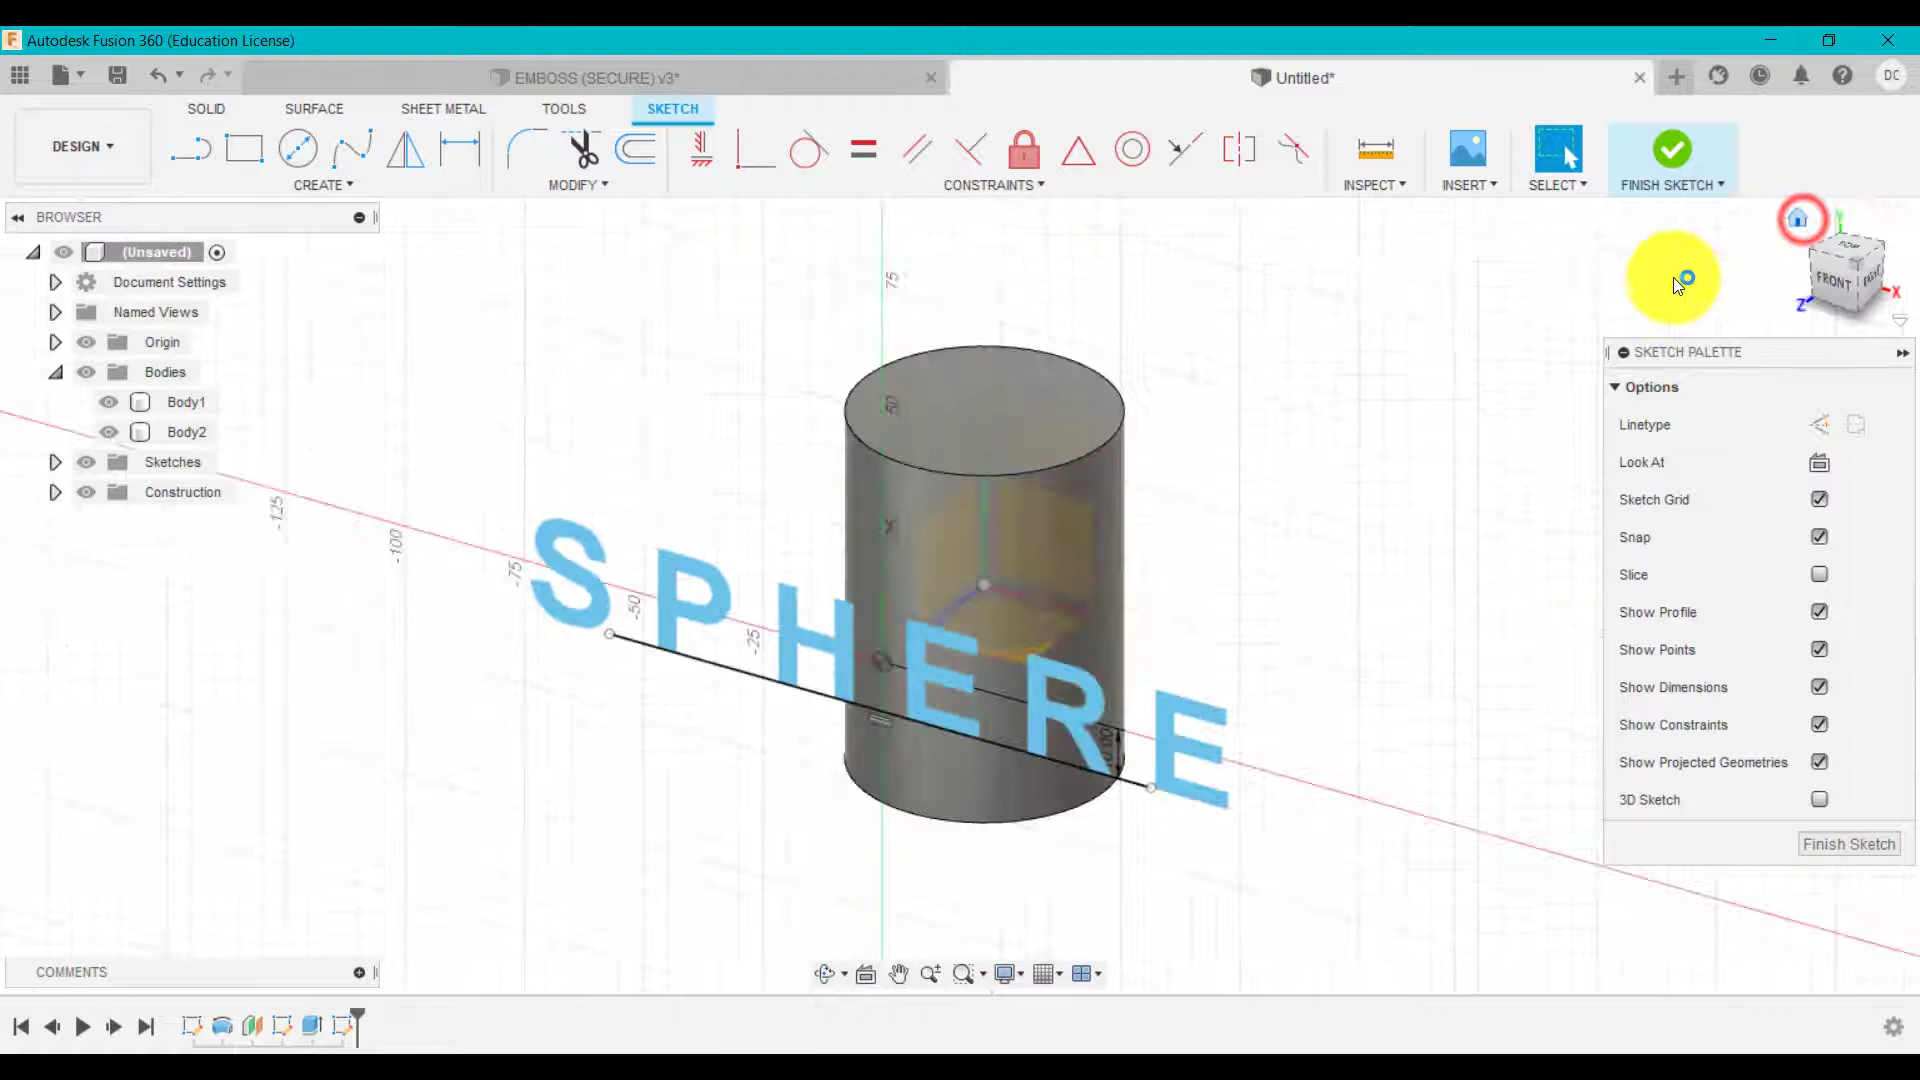 Autodesk Fusion 360 (Education License)
EMBOSS (SECURE) v3*
Untitled*
DC
SOLID
SURFACE
SHEET METAL
TOOLS
SKETCH
DESIGN
CREATE
MODIFY
CONSTRAINTS
INSPECT
INSERT
SELECT
FINISH SKETCH
BROWSER
(Unsaved)
Document Settings
Named Views
Origin
Bodies
Body1
Body2
Sketches
Construction
TOP
FRONT
RIGHT
Y
X
Z
SKETCH PALETTE
Options
Linetype
Look At
Sketch Grid
Snap
Slice
Show Profile
Show Points
Show Dimensions
Show Constraints
Show Projected Geometries
3D Sketch
Finish Sketch
75
50
-125
-100
-75
-50
-25
SPHERE
COMMENTS